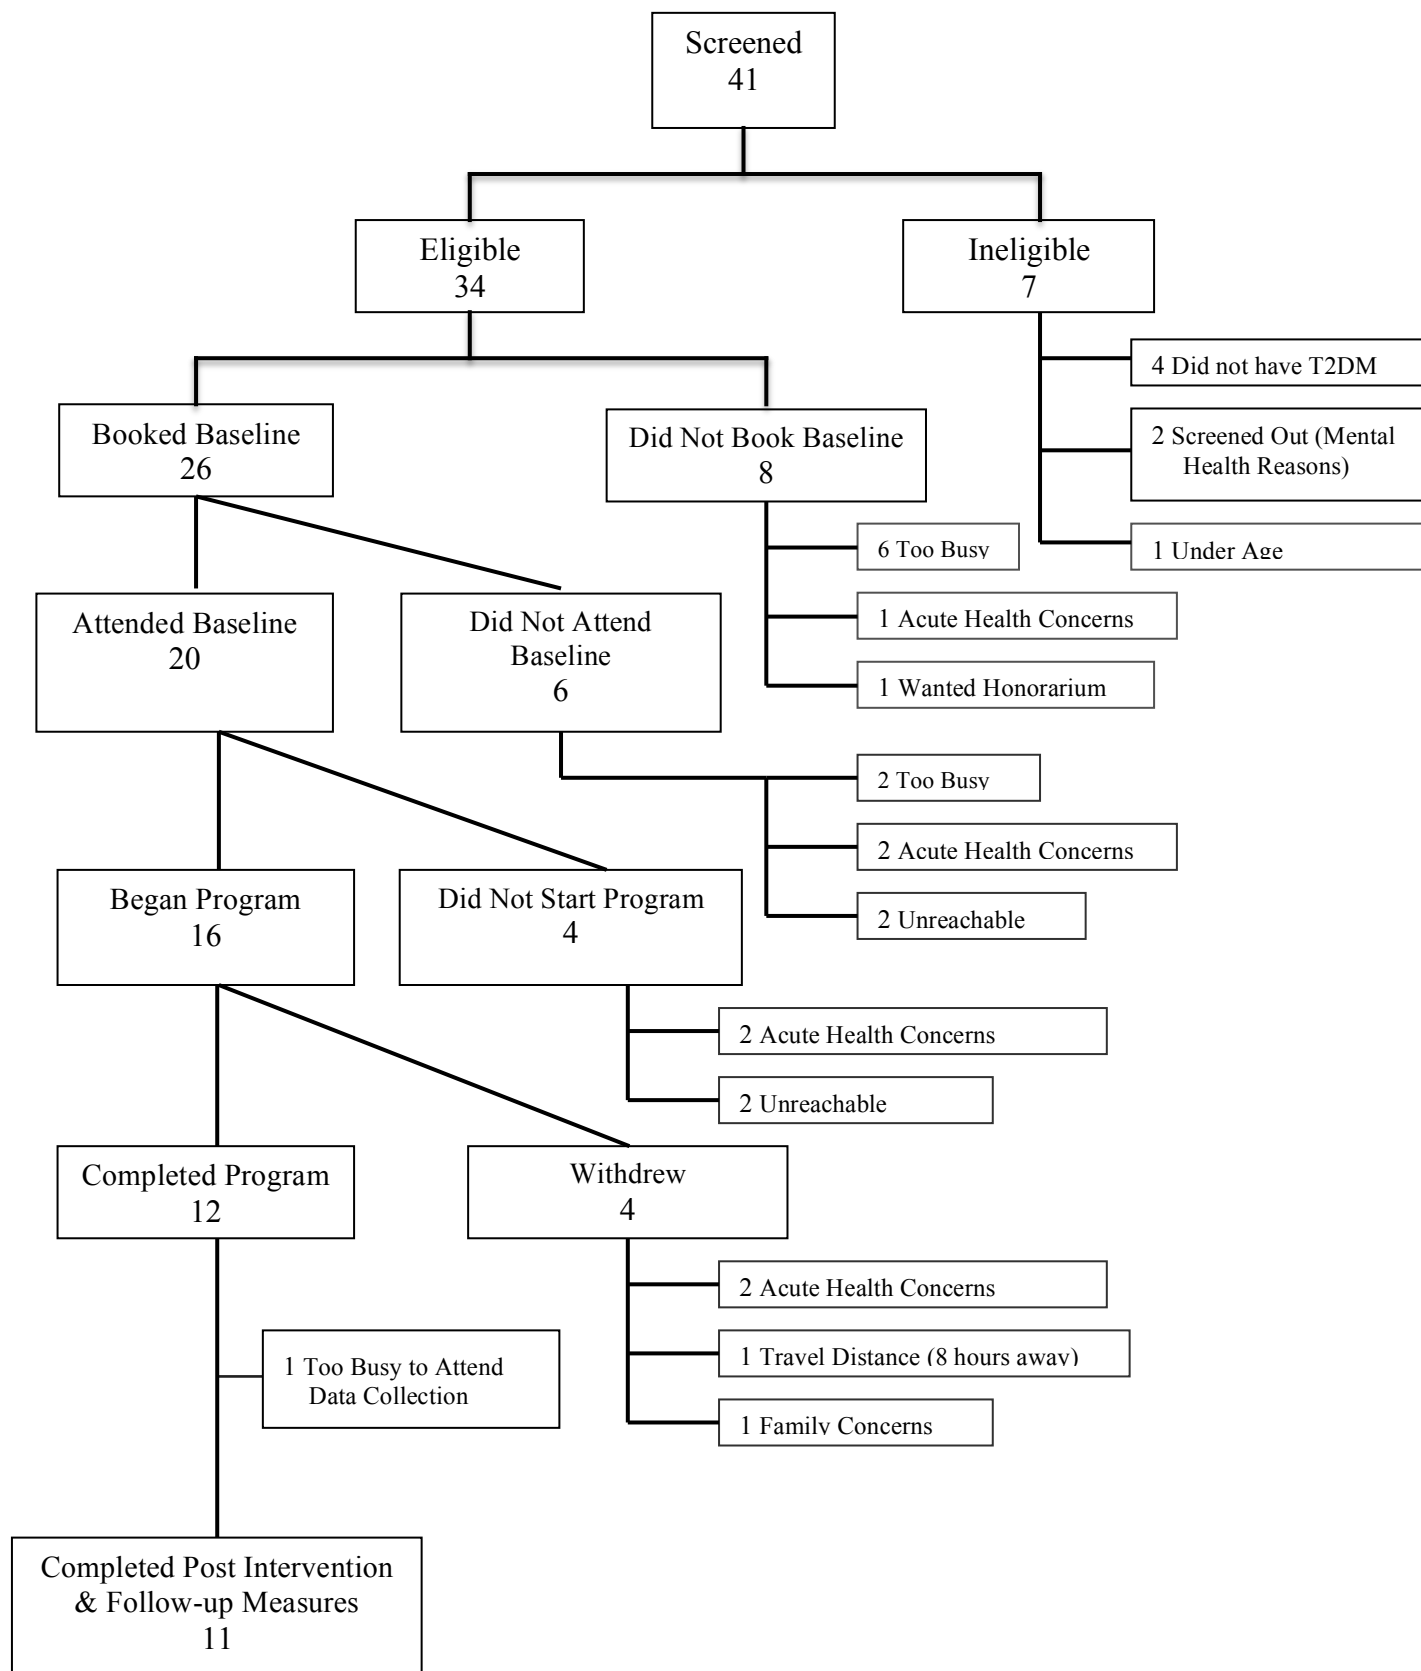 Screened
41
Eligible
34
Ineligible
7
4 Did not have T2DM
2 Screened Out (Mental
Health Reasons)
1 Under Age
Booked Baseline
26
Did Not Book Baseline
8
6 Too Busy
1 Acute Health Concerns
1 Wanted Honorarium
Attended Baseline
20
Did Not Attend
Baseline
6
2 Too Busy
2 Acute Health Concerns
2 Unreachable
Began Program
16
Did Not Start Program
4
2 Acute Health Concerns
2 Unreachable
Completed Program
12
Withdrew
4
2 Acute Health Concerns
1 Travel Distance (8 hours away)
1 Family Concerns
1 Too Busy to Attend
Data Collection
Completed Post Intervention
& Follow-up Measures
11